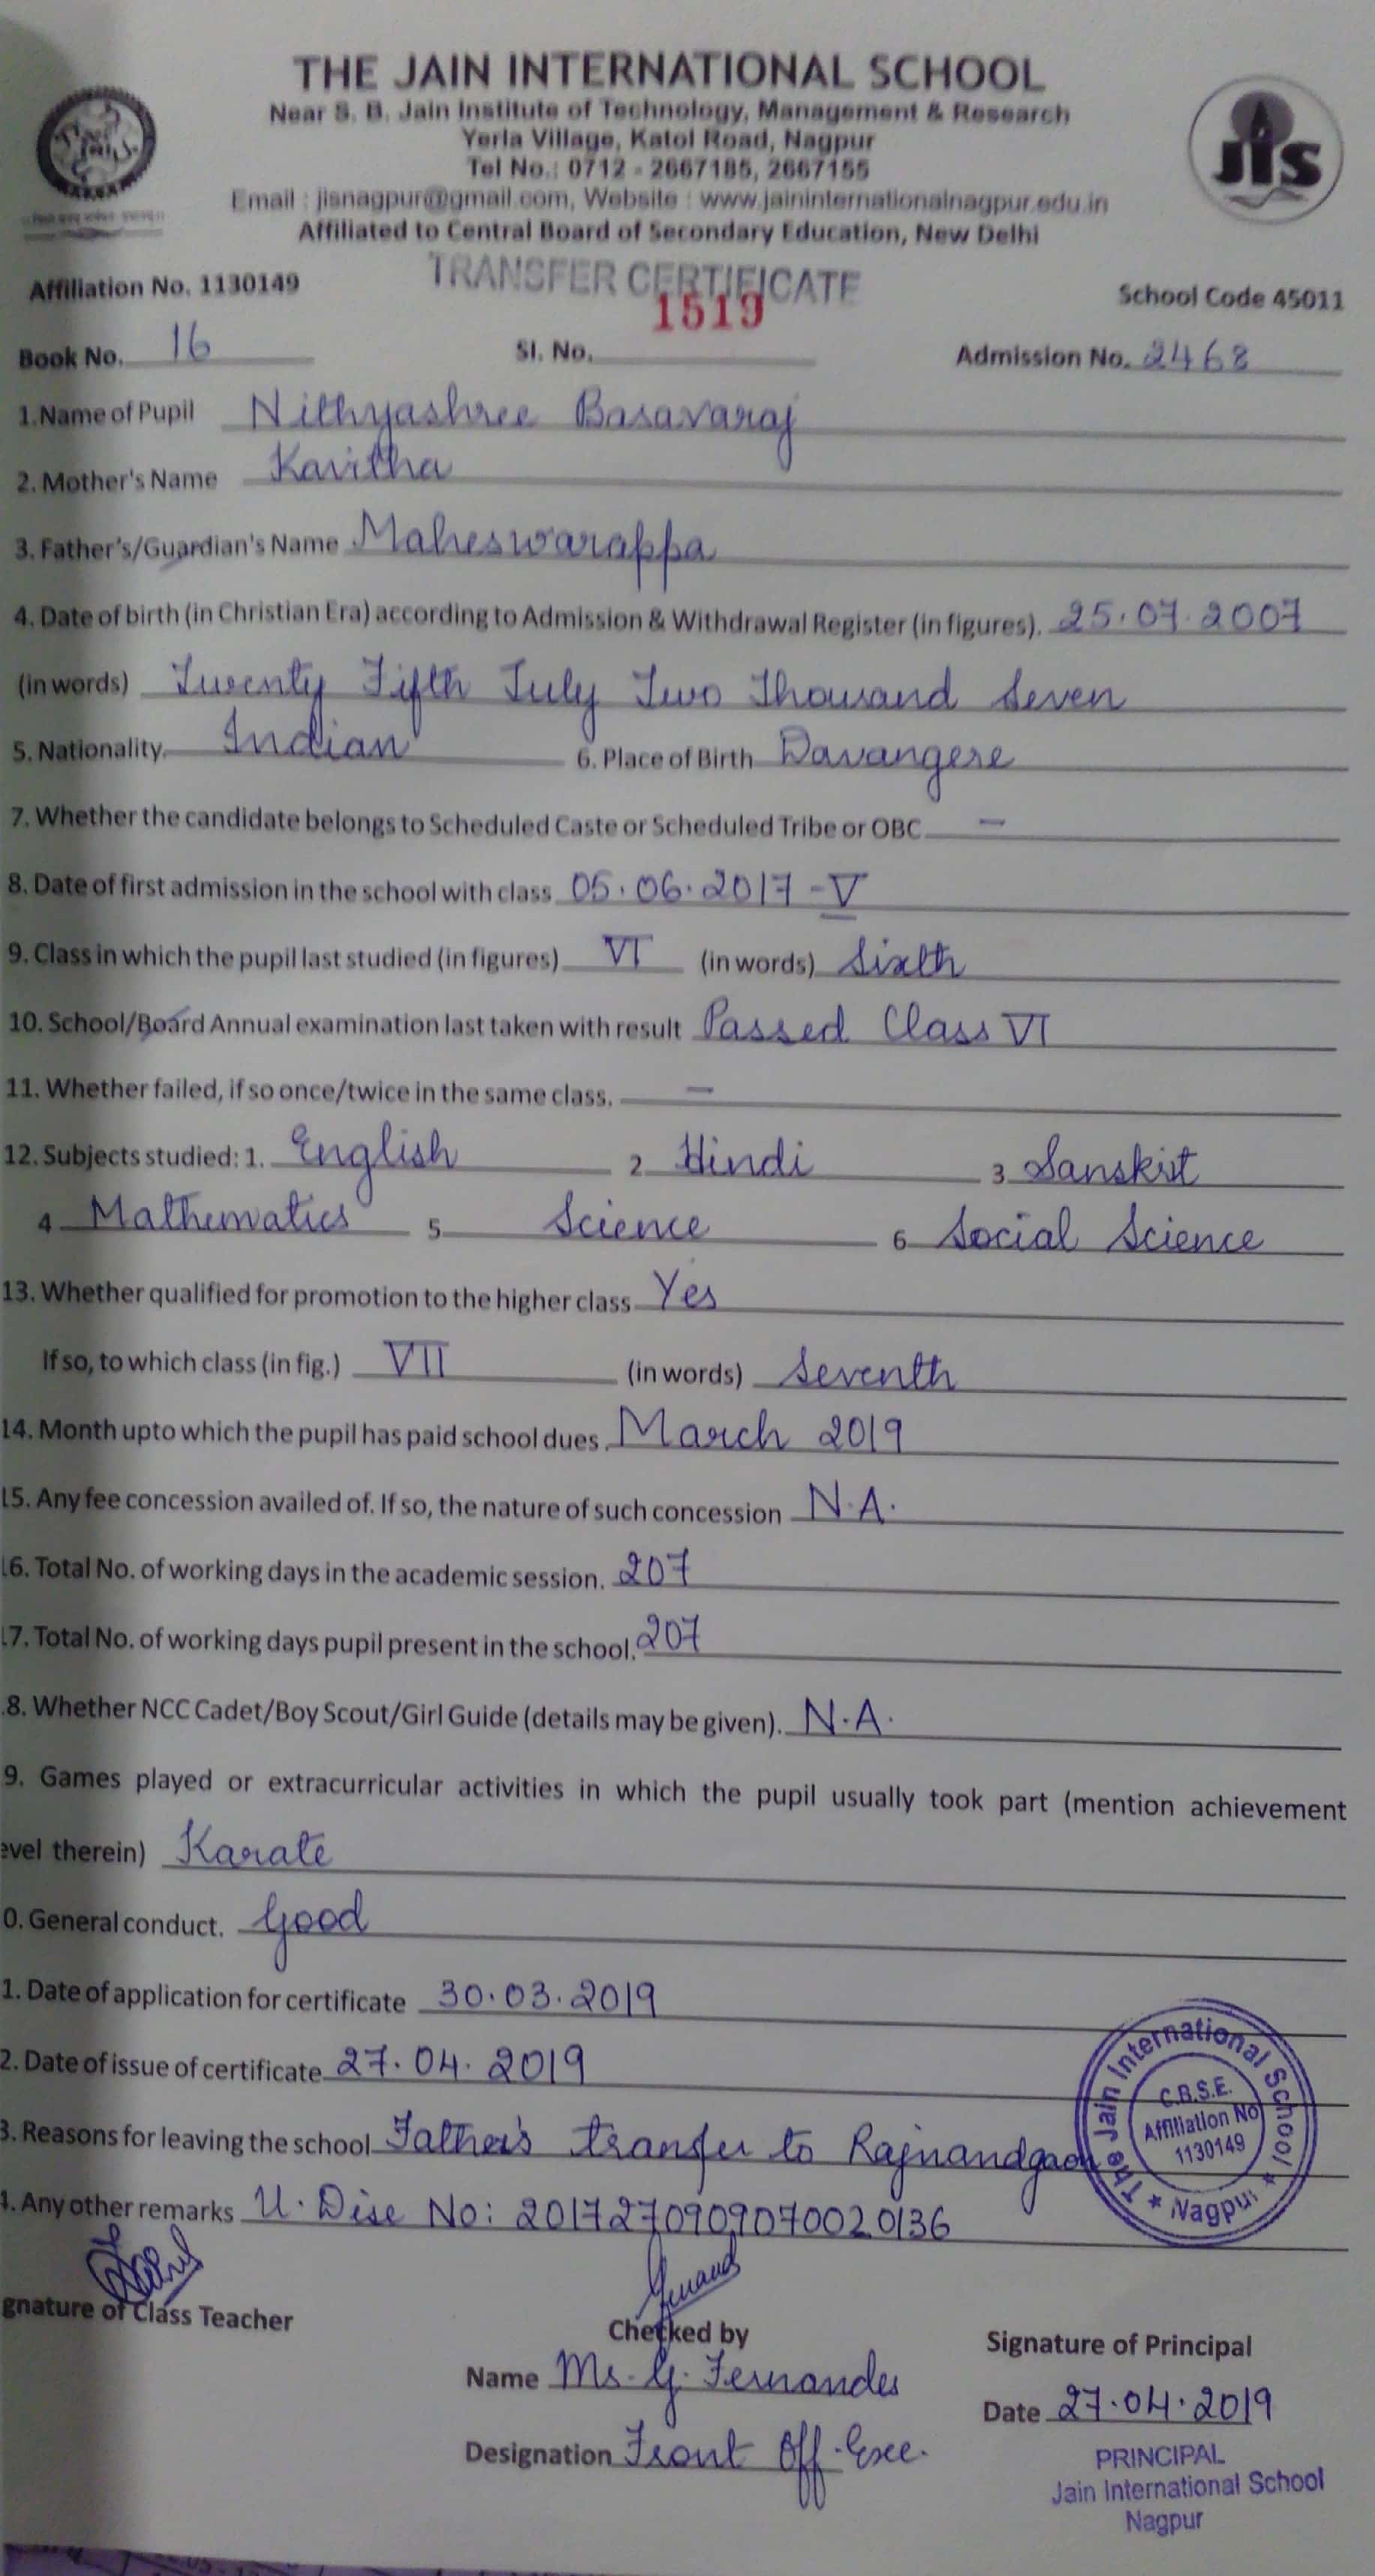 THE JAIN INTERNATIONAL SCHOOL
Near S. B. Jain Institute of Technology, Management & Research
Yerla Village, Katol Road, Nagpur
Tel No.: 0712 - 2667185, 2667155
Email : jisnagpur@gmail.com, Website : www.jaininternationalnagpur.edu.in
Affiliated to Central Board of Secondary Education, New Delhi
JIS
Affiliation No. 1130149 TRANSFER CERTIFICATE School Code 45011
Book No. 16 Sl. No. 1519 Admission No. 2468
1.Name of Pupil Nithyashree Basavaraj
2. Mother's Name Kavitha
3. Father's/Guardian's Name Maheswarappa
4. Date of birth (in Christian Era) according to Admission & Withdrawal Register (in figures). 25.07.2007
(in words) Twenty Fifth July Two Thousand Seven
5. Nationality. Indian 6. Place of Birth Davangere
7. Whether the candidate belongs to Scheduled Caste or Scheduled Tribe or OBC –
8. Date of first admission in the school with class 05.06.2017 - V
9. Class in which the pupil last studied (in figures) VI (in words) Sixth
10. School/Board Annual examination last taken with result Passed Class VI
11. Whether failed, if so once/twice in the same class. –
12. Subjects studied: 1. English 2 Hindi 3 Sanskrit
4 Mathematics 5 Science 6 Social Science
13. Whether qualified for promotion to the higher class Yes
If so, to which class (in fig.) VII (in words) Seventh
14. Month upto which the pupil has paid school dues. March 2019
15. Any fee concession availed of. If so, the nature of such concession N.A.
16. Total No. of working days in the academic session. 207
17. Total No. of working days pupil present in the school. 207
8. Whether NCC Cadet/Boy Scout/Girl Guide (details may be given). N.A.
9. Games played or extracurricular activities in which the pupil usually took part (mention achievement
evel therein) Karate
0. General conduct. Good
1. Date of application for certificate 30.03.2019
2. Date of issue of certificate 27.04.2019
3. Reasons for leaving the school Father's transfer to Rajnandgaon
4. Any other remarks U. Dise No: 2017270909070020136
The Jain International School ★ Nagpur ★
C.B.S.E.
Affiliation No
1130149
gnature of Class Teacher
Checked by
Signature of Principal
Name Ms. G. Fernandes
Date 27.04.2019
Designation Front Off. Exec.
PRINCIPAL
Jain International School
Nagpur